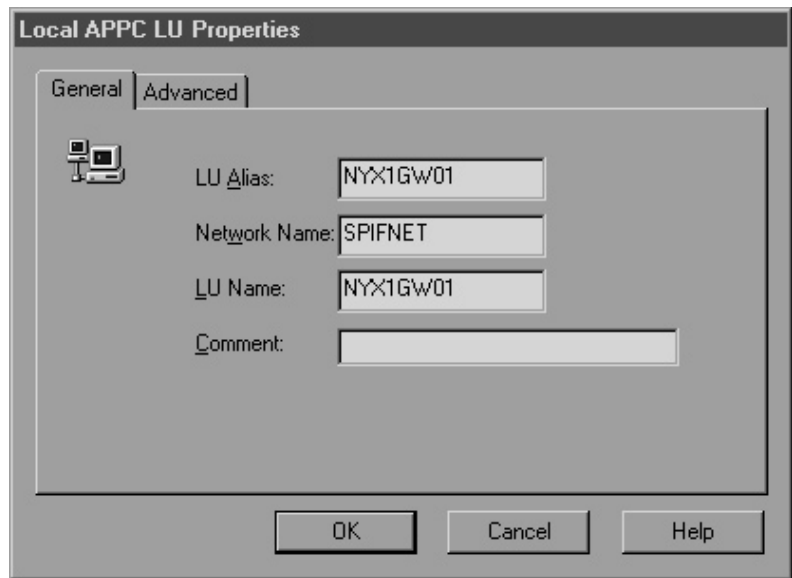 Local APPC LU Properties
General Advanced
LU Alias: NYX1GW01
Network Name: SPIFNET
LU Name: NYX1GW01
Comment:
OK Cancel Help